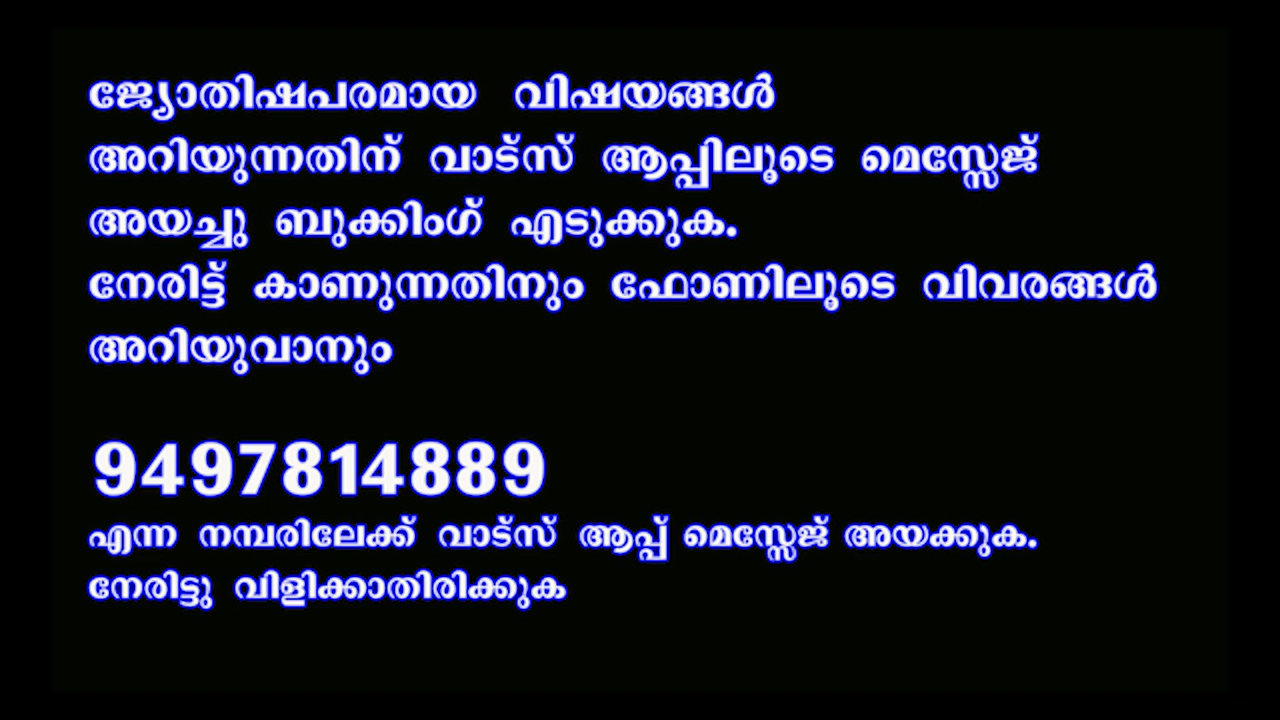 ജ്യോതിഷപരമായ വിഷയങ്ങൾ
അറിയുന്നതിന് വാട്സ് ആപ്പിലൂടെ മെസ്സേജ്
അയച്ചു ബുക്കിംഗ് എടുക്കുക.
നേരിട്ട് കാണുന്നതിനും ഫോണിലൂടെ വിവരങ്ങൾ
അറിയുവാനും
9497814889
എന്ന നമ്പരിലേക്ക് വാട്സ് ആപ്പ് മെസ്സേജ് അയക്കുക.
നേരിട്ടു വിളിക്കാതിരിക്കുക